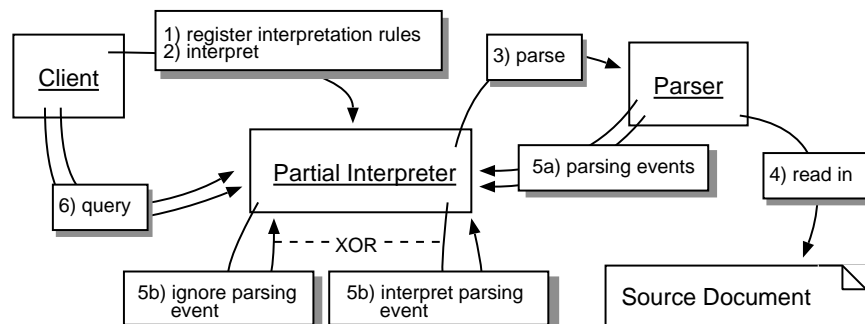 1) register interpretation rules
2) interpret
Client
3) parse
Parser
Partial Interpreter
5a) parsing events
4) read in
6) query
XOR
5b) ignore parsing
event
5b) interpret parsing
event
Source Document